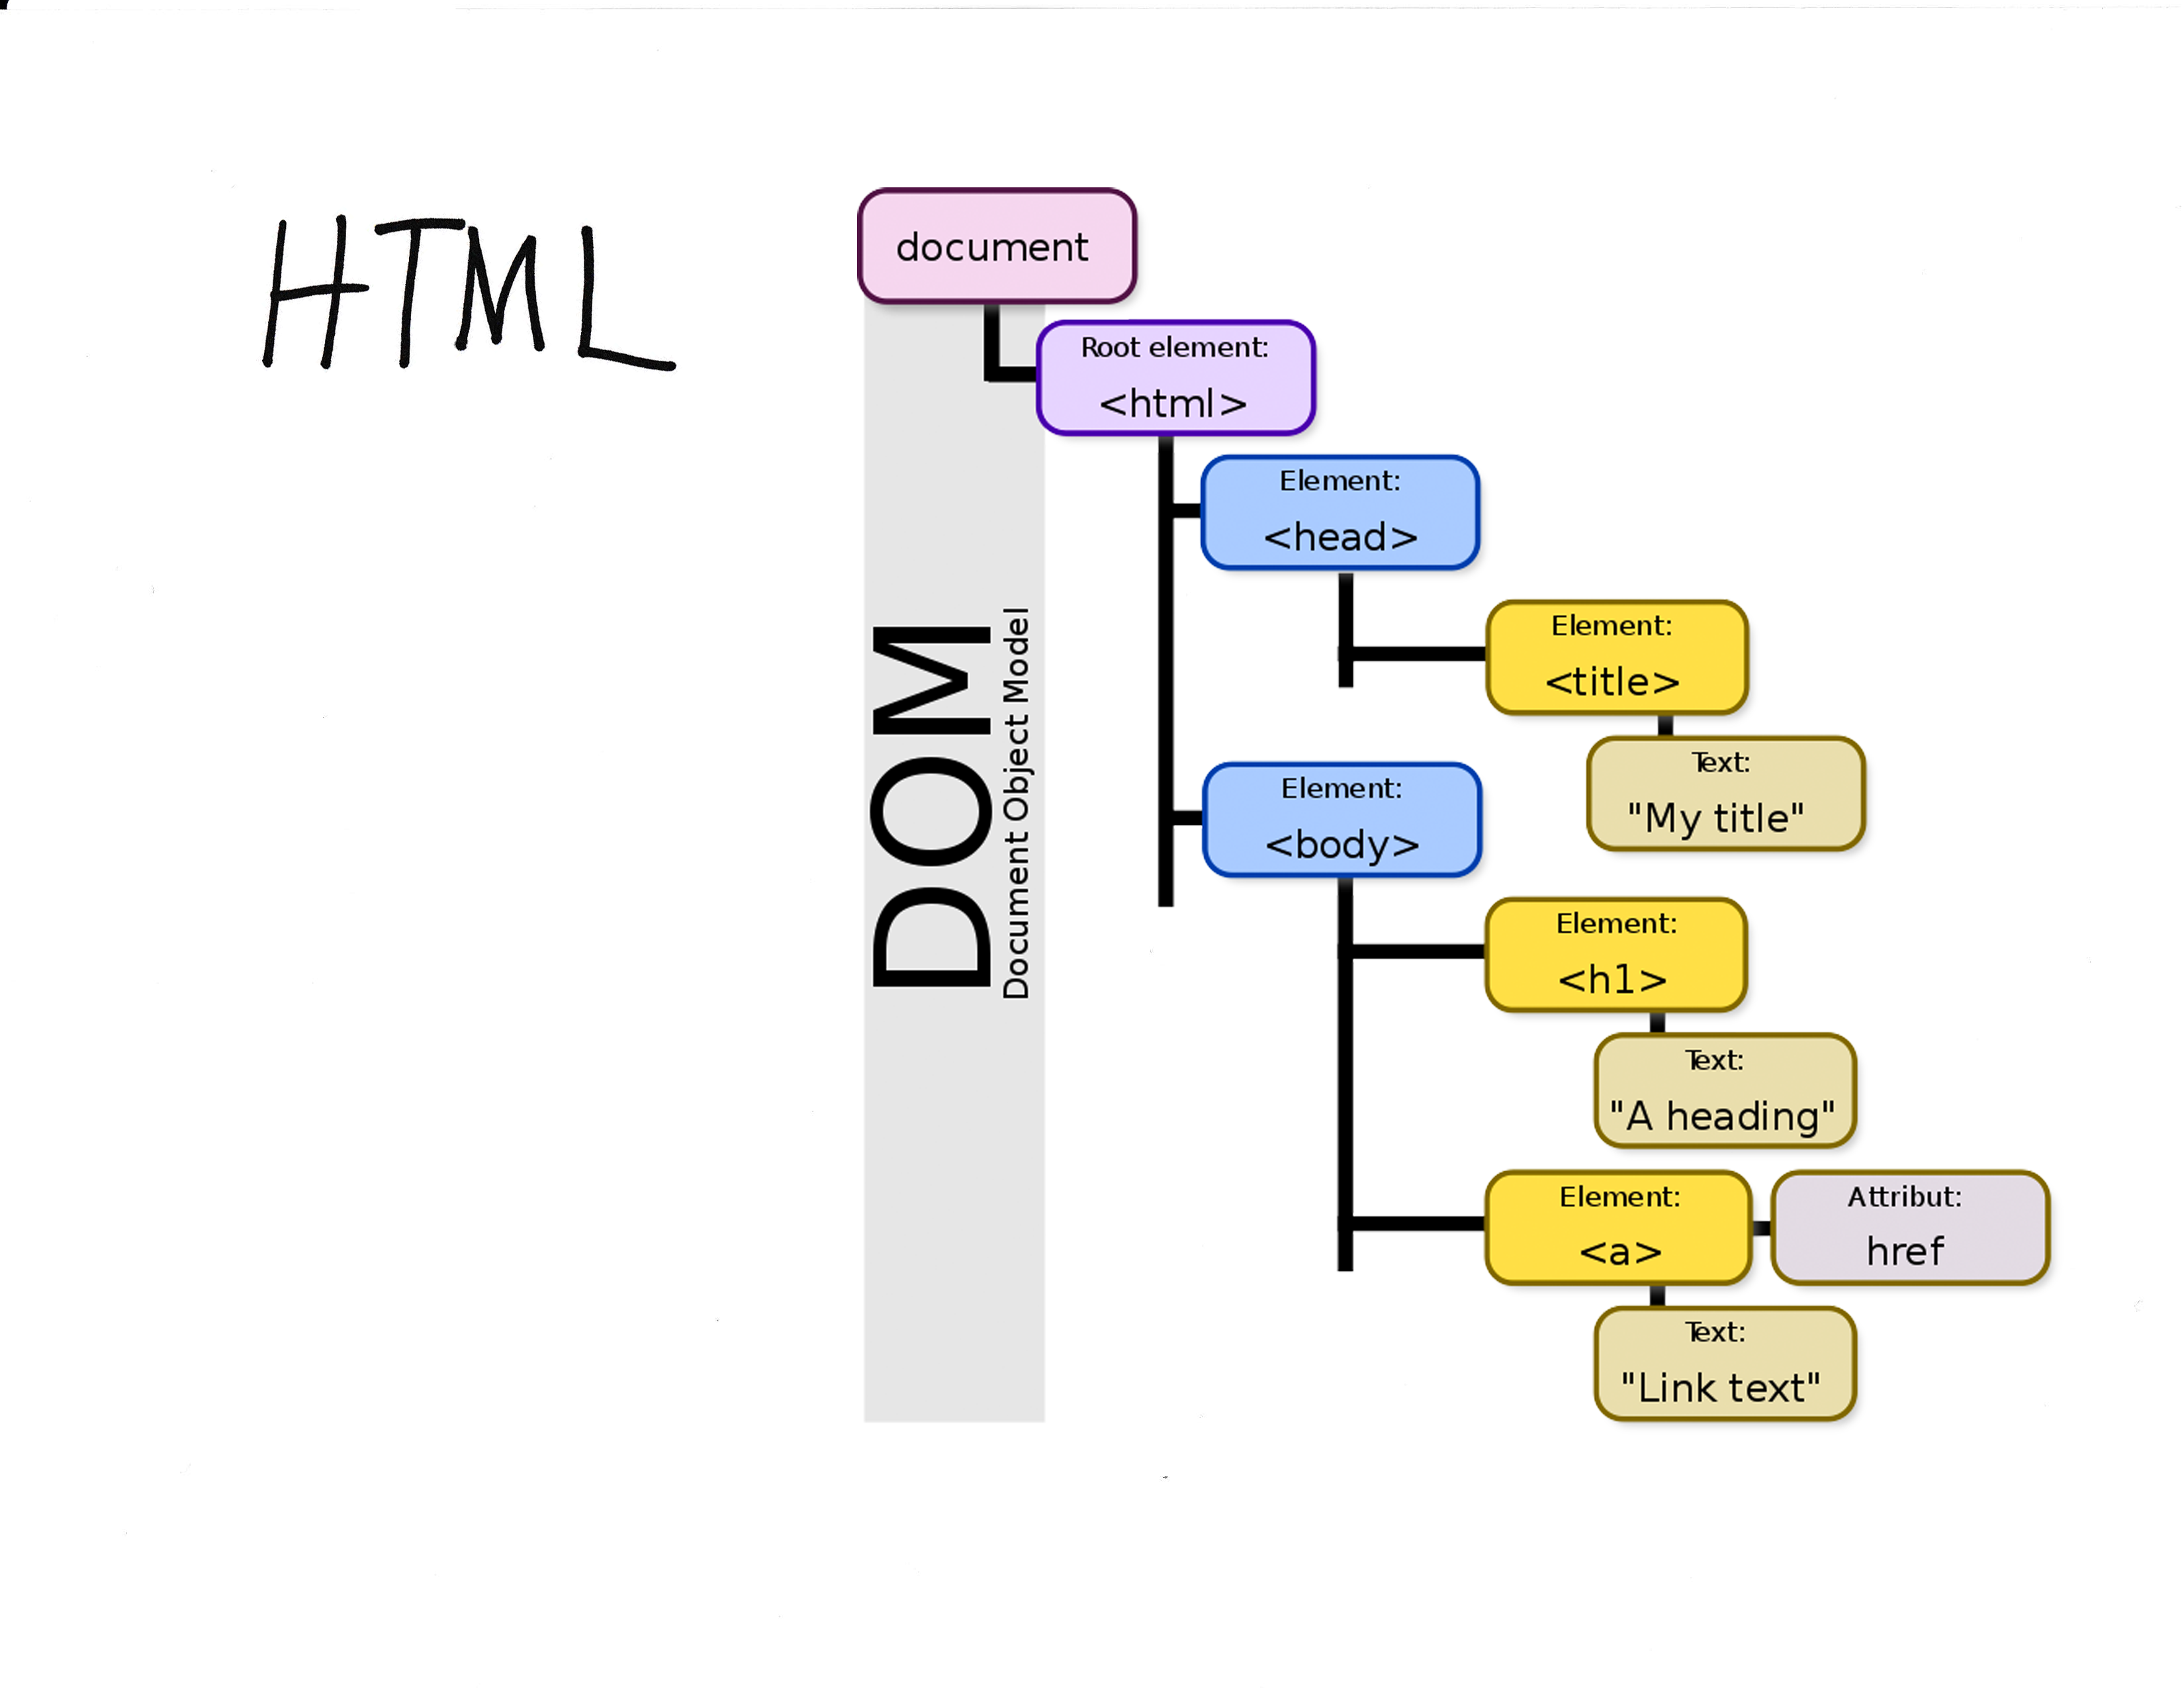 HTML
document
Root element:
<html>
Element:
<head>
Element:
<title>
Text:
"My title"
DOM
Document Object Model
Element:
<body>
Element:
<h1>
Text:
"A heading"
Element:
<a>
Attribut:
href
Text:
"Link text"